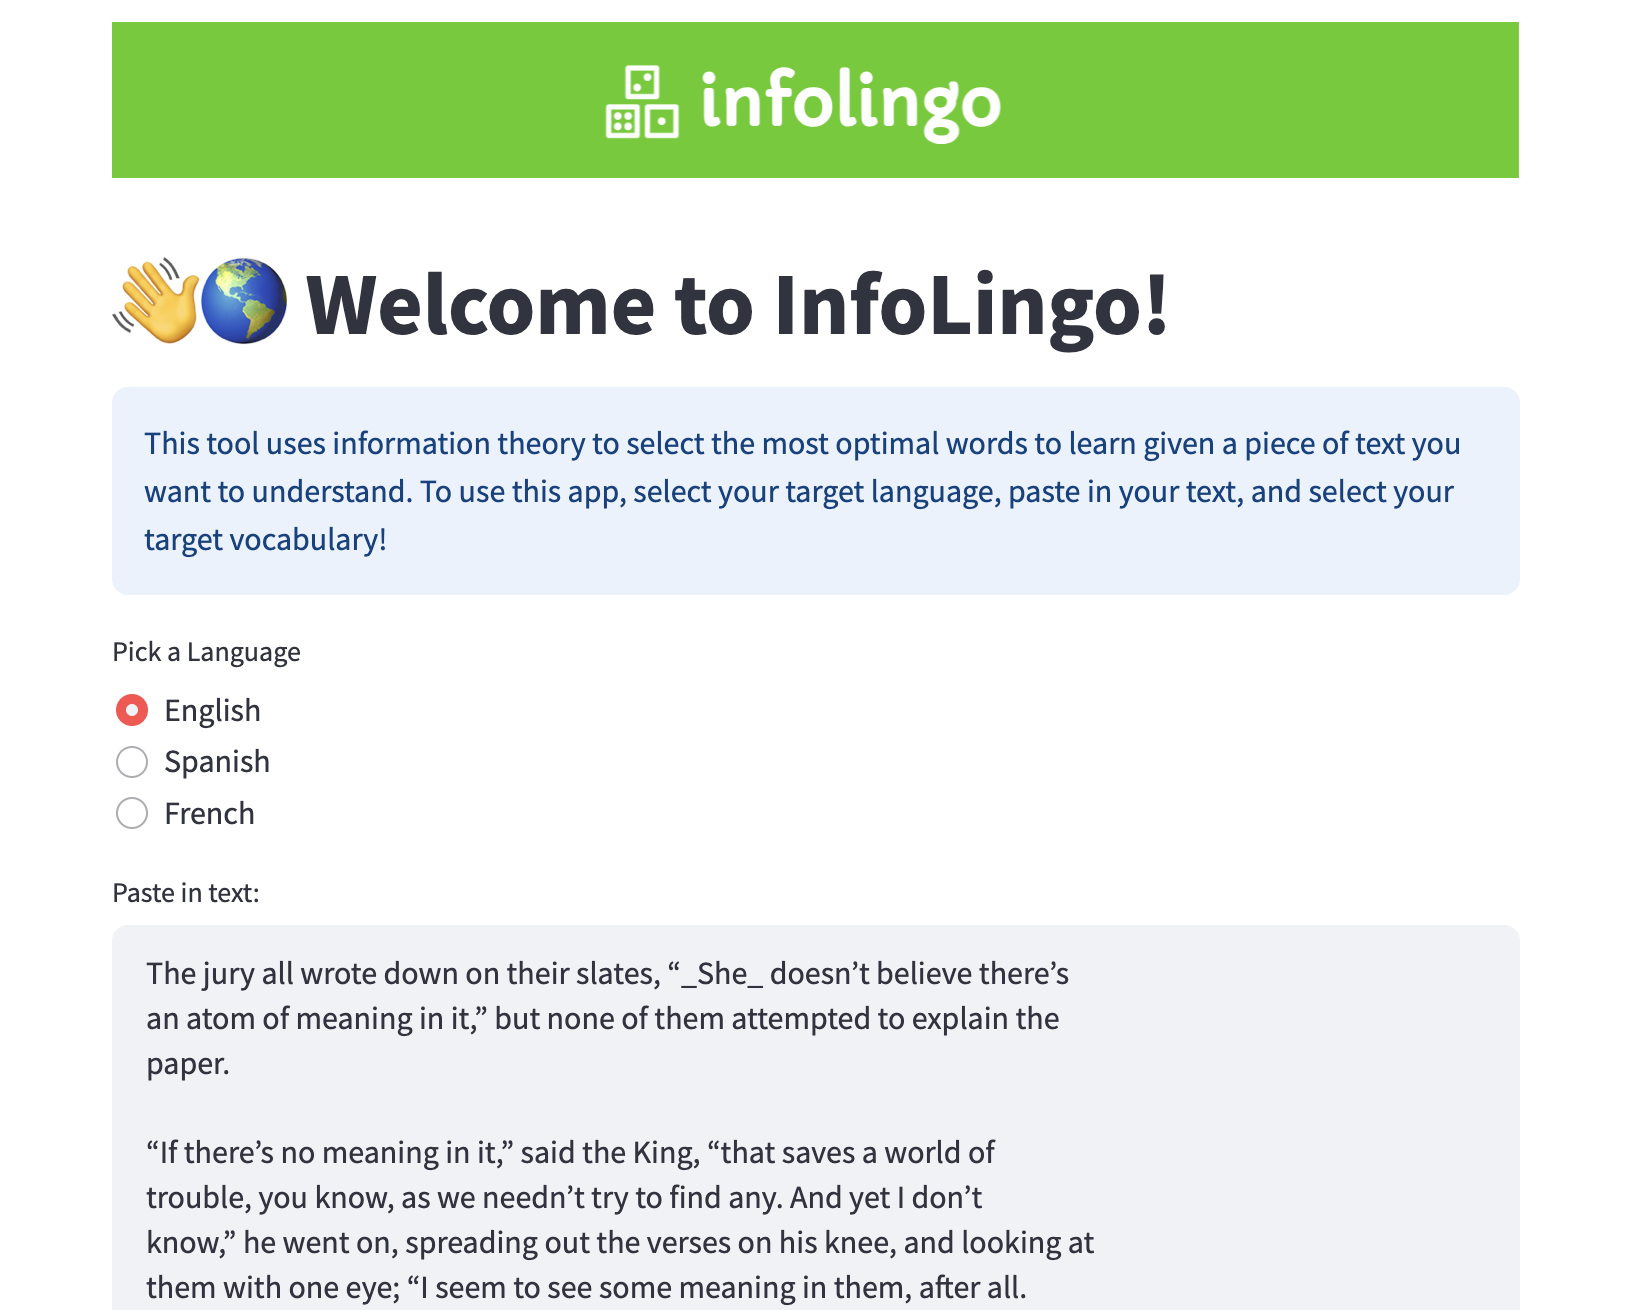 infolingo
👋🌎 Welcome to InfoLingo!
This tool uses information theory to select the most optimal words to learn given a piece of text you
want to understand. To use this app, select your target language, paste in your text, and select your
target vocabulary!
Pick a Language
English
Spanish
French
Paste in text:
The jury all wrote down on their slates, “_She_ doesn’t believe there’s
an atom of meaning in it,” but none of them attempted to explain the
paper.
“If there’s no meaning in it,” said the King, “that saves a world of
trouble, you know, as we needn’t try to find any. And yet I don’t
know,” he went on, spreading out the verses on his knee, and looking at
them with one eye; “I seem to see some meaning in them, after all.